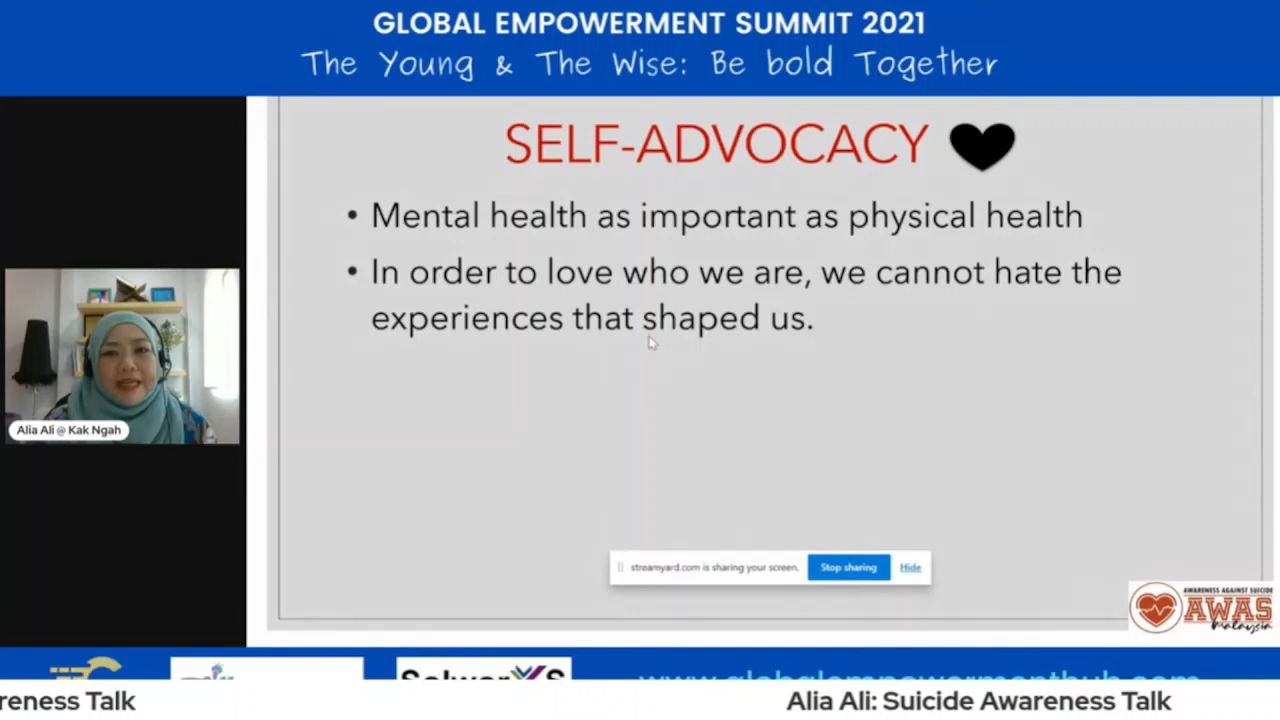 GLOBAL EMPOWERMENT SUMMIT 2021
The Young & The Wise: Be bold Together
SELF-ADVOCACY
• Mental health as important as physical health
• In order to love who we are, we cannot hate the
experiences that shaped us.
Alia Ali @ Kak Ngah
streamyard.com is sharing your screen. Stop sharing Hide
AWARENESS AGAINST SUICIDE
AWAS
Malaysia
SolworXS
www.globalempowermenthub.com
reness Talk
Alia Ali: Suicide Awareness Talk